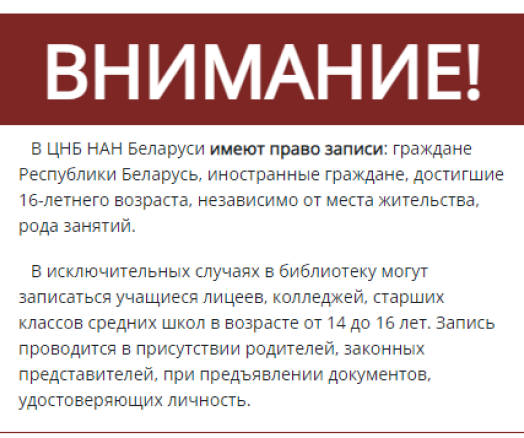 ВНИМАНИЕ!
В ЦНБ НАН Беларуси имеют право записи: граждане
Республики Беларусь, иностранные граждане, достигшие
16-летнего возраста, независимо от места жительства,
рода занятий.
В исключительных случаях в библиотеку могут
записаться учащиеся лицеев, колледжей, старших
классов средних школ в возрасте от 14 до 16 лет. Запись
проводится в присутствии родителей, законных
представителей, при предъявлении документов,
удостоверяющих личность.